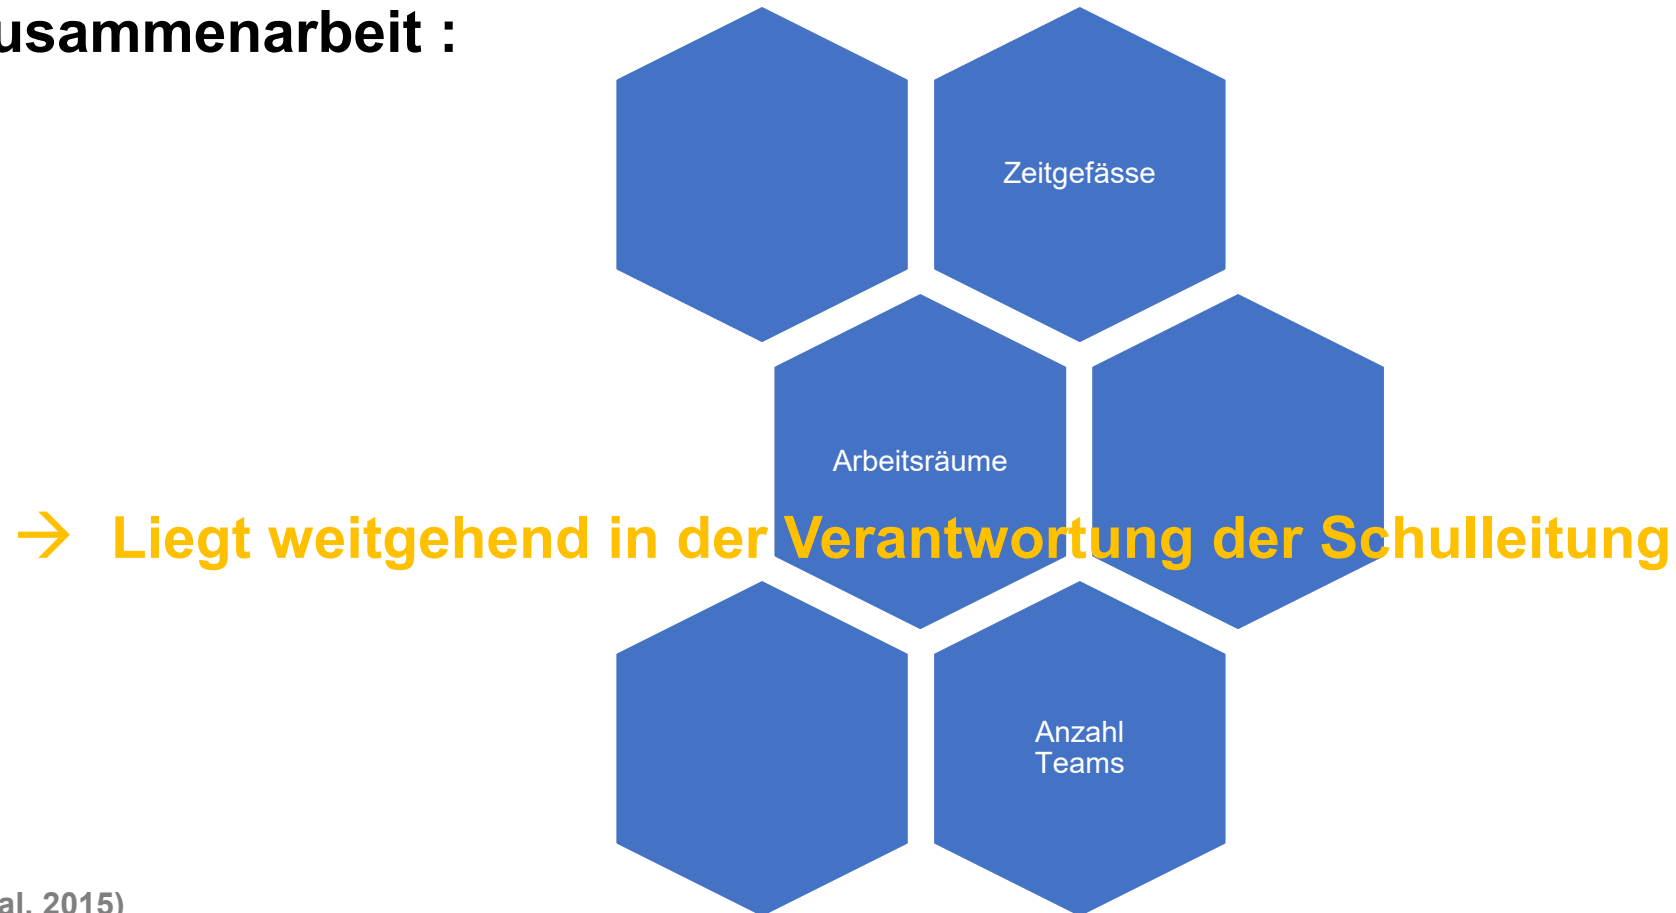 usammenarbeit :
Zeitgefässe
Arbeitsräume
→ Liegt weitgehend in der Verantwortung der Schulleitung
Anzahl
Teams
al. 2015)